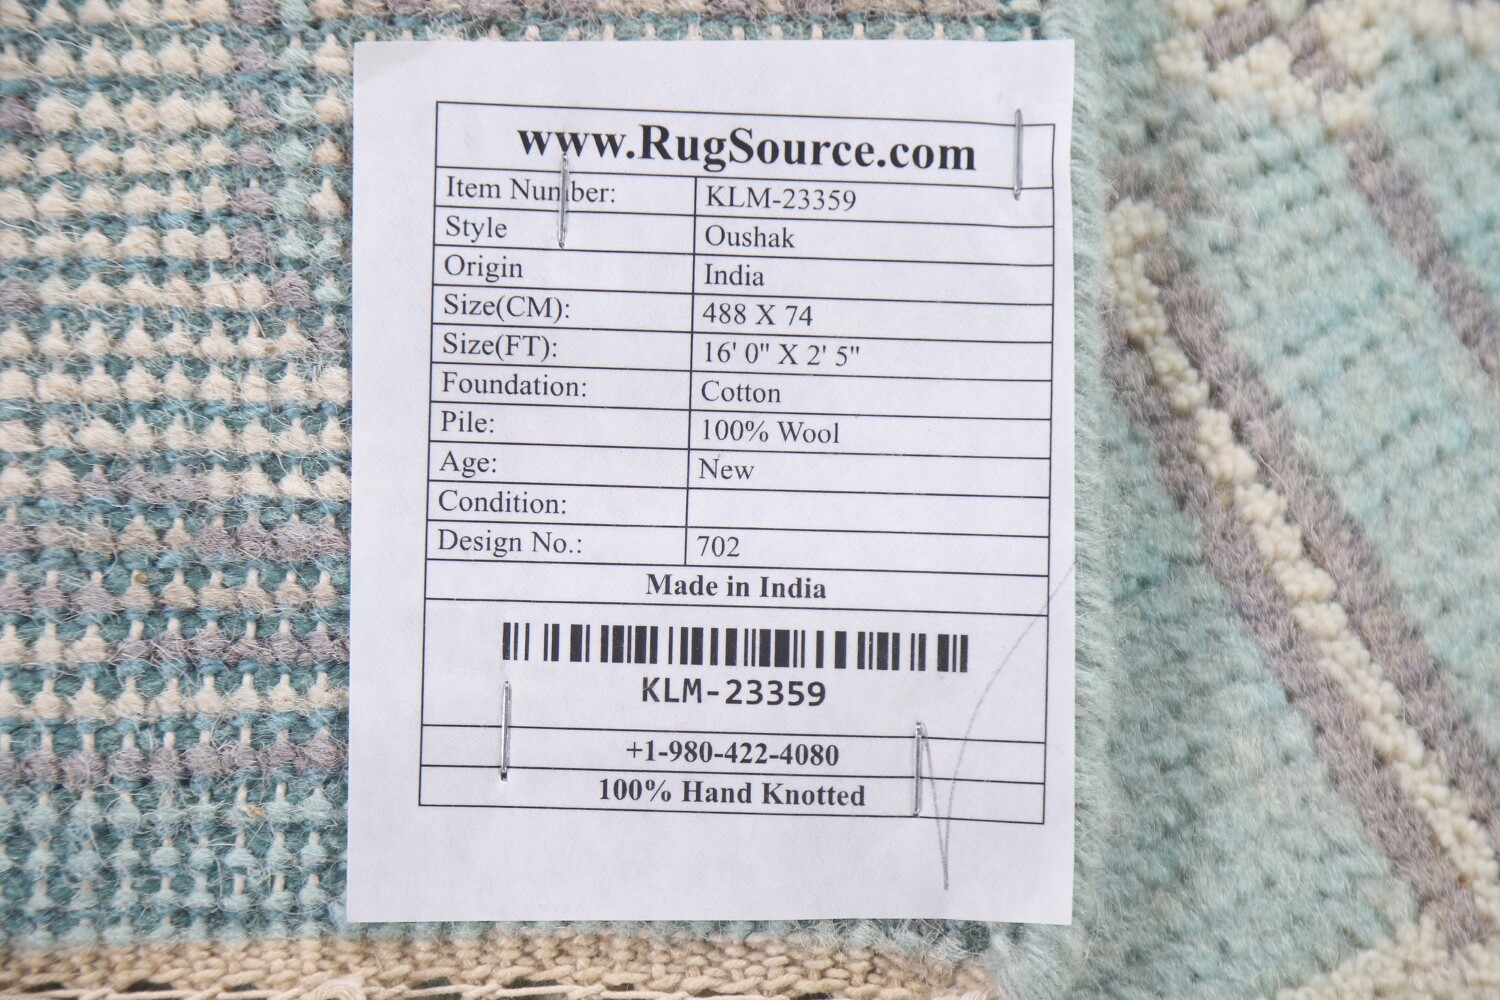 www.RugSource.com
Item Number: KLM-23359
Style Oushak
Origin India
Size(CM): 488 X 74
Size(FT): 16' 0" X 2' 5"
Foundation: Cotton
Pile: 100% Wool
Age: New
Condition:
Design No.: 702
Made in India
KLM-23359
+1-980-422-4080
100% Hand Knotted